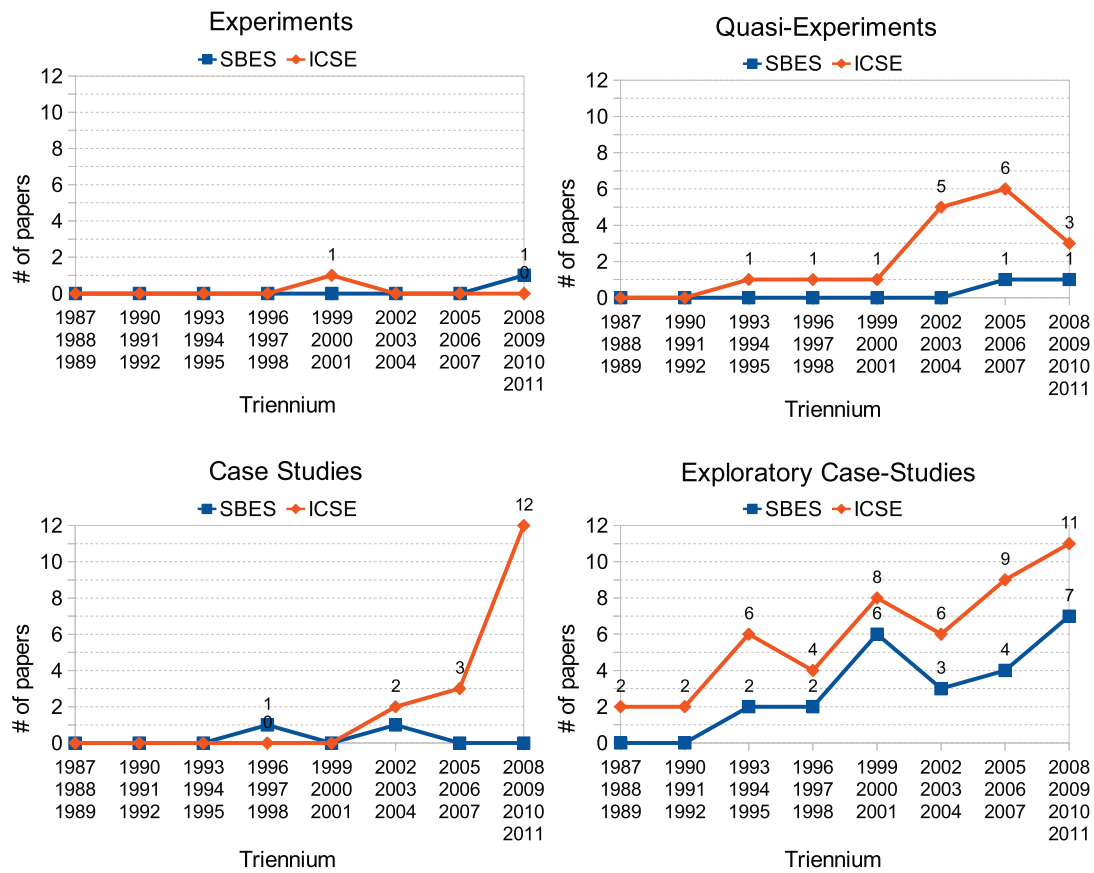 Experiments
SBES ICSE
12
10
8
6
4
2
0
# of papers
1
1
0
1987 1990 1993 1996 1999 2002 2005 2008
1988 1991 1994 1997 2000 2003 2006 2009
1989 1992 1995 1998 2001 2004 2007 2010
2011
Triennium
Quasi-Experiments
SBES ICSE
12
10
8
6
4
2
0
# of papers
1 1 1 5 6 3
1 1
1987 1990 1993 1996 1999 2002 2005 2008
1988 1991 1994 1997 2000 2003 2006 2009
1989 1992 1995 1998 2001 2004 2007 2010
2011
Triennium
Case Studies
SBES ICSE
12
10
8
6
4
2
0
# of papers
1
0
2 3 12
1987 1990 1993 1996 1999 2002 2005 2008
1988 1991 1994 1997 2000 2003 2006 2009
1989 1992 1995 1998 2001 2004 2007 2010
2011
Triennium
Exploratory Case-Studies
SBES ICSE
12
10
8
6
4
2
0
# of papers
2 2 6 4 8 6 9 11
2 2 6 3 4 7
1987 1990 1993 1996 1999 2002 2005 2008
1988 1991 1994 1997 2000 2003 2006 2009
1989 1992 1995 1998 2001 2004 2007 2010
2011
Triennium